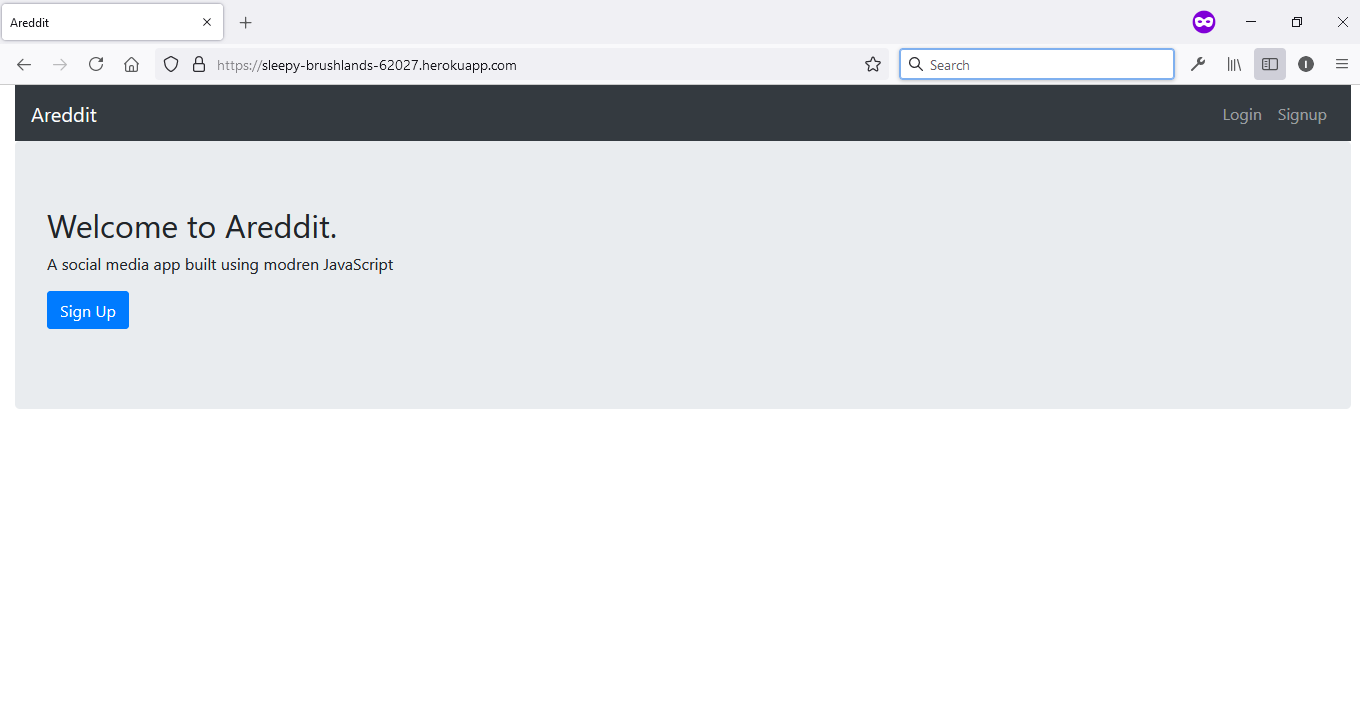 Areddit
https://sleepy-brushlands-62027.herokuapp.com
Search
Areddit
Login Signup
Welcome to Areddit.
A social media app built using modren JavaScript
Sign Up